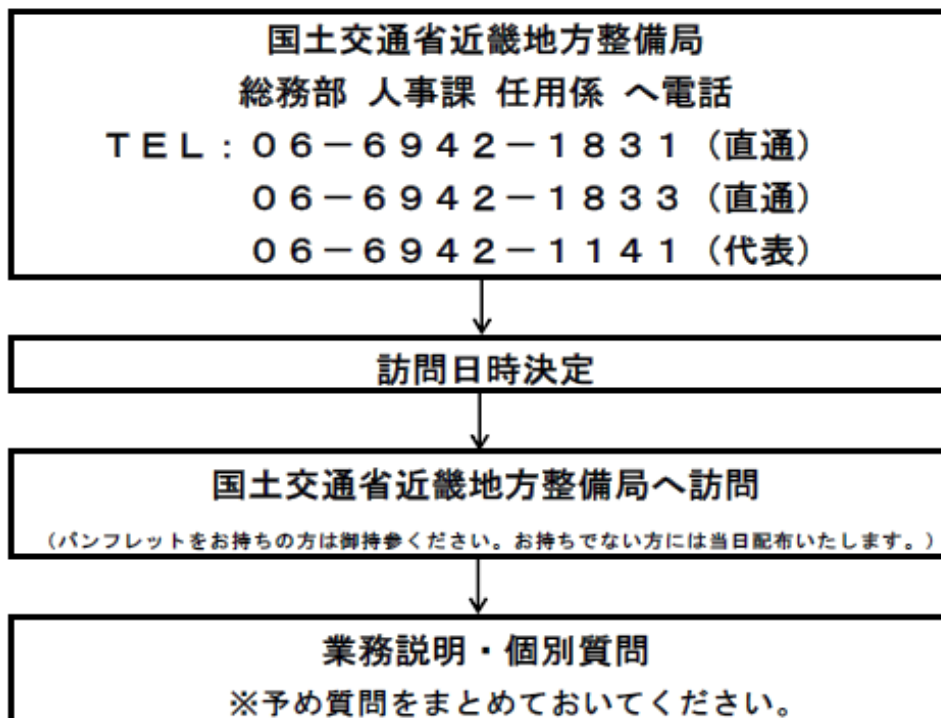 国土交通省近畿地方整備局
総務部 人事課 任用係 へ電話
ＴＥＬ：０６－６９４２－１８３１（直通）
０６－６９４２－１８３３（直通）
０６－６９４２－１１４１（代表）
訪問日時決定
国土交通省近畿地方整備局へ訪問
（パンフレットをお持ちの方は御持参ください。お持ちでない方には当日配布いたします。）
業務説明・個別質問
※予め質問をまとめておいてください。